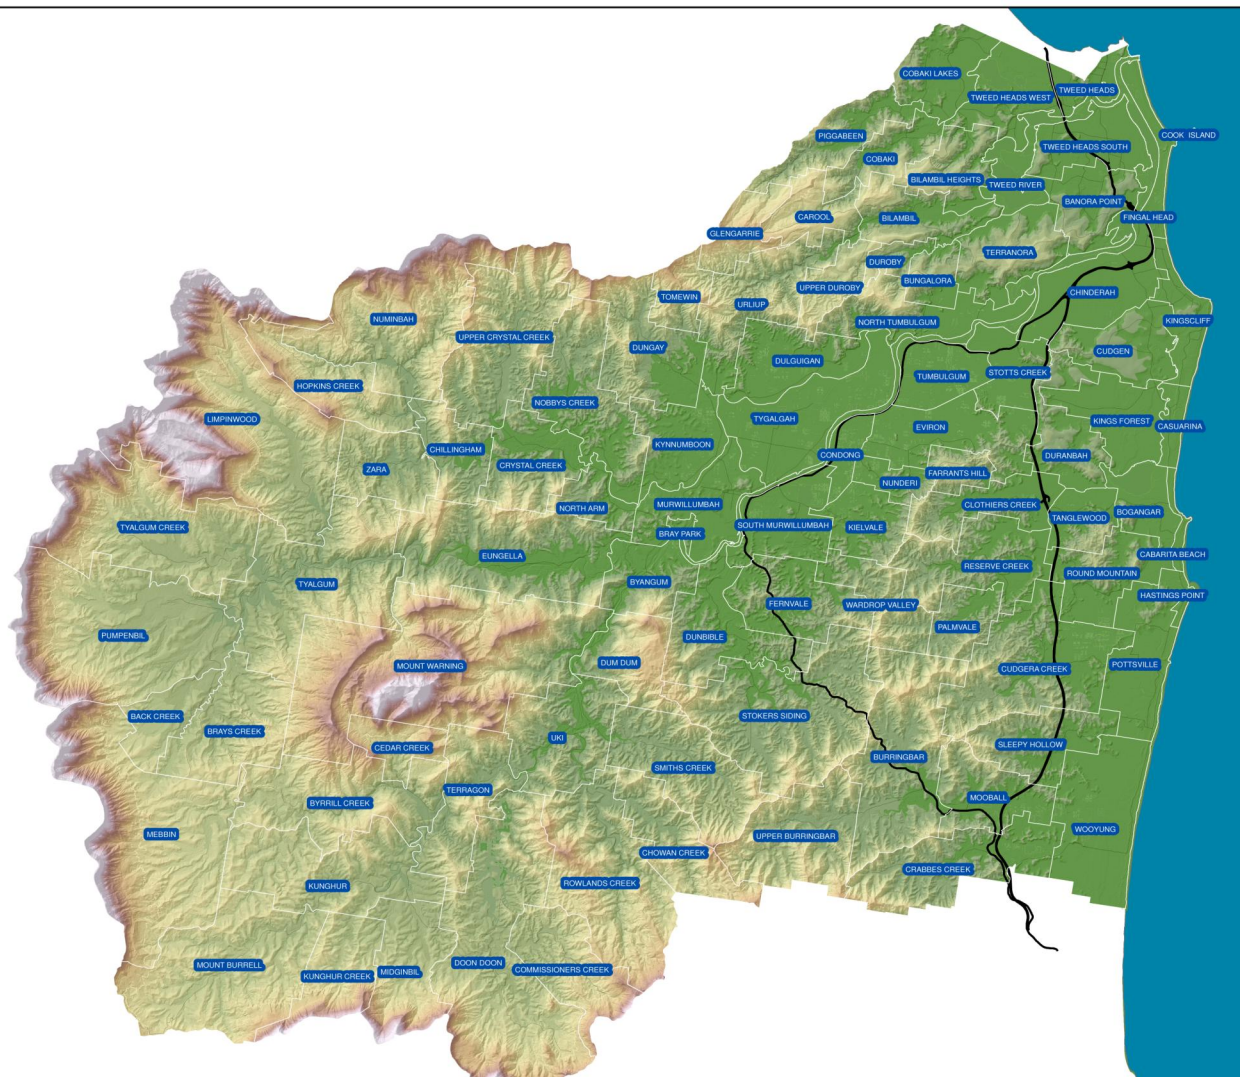 COBAKI LAKES
TWEED HEADS
TWEED HEADS WEST
PIGGABEEN
COOK ISLAND
TWEED HEADS SOUTH
COBAKI
BILAMBIL HEIGHTS
TWEED RIVER
BANORA POINT
CAROOL
BILAMBIL
FINGAL HEAD
GLENGARRIE
TERRANORA
DUROBY
BUNGALORA
UPPER DUROBY
CHINDERAH
TOMEWIN
URLIUP
NUMINBAH
NORTH TUMBULGUM
KINGSCLIFF
UPPER CRYSTAL CREEK
DUNGAY
CUDGEN
DULGUIGAN
STOTTS CREEK
TUMBULGUM
HOPKINS CREEK
NOBBYS CREEK
LIMPINWOOD
TYGALGAH
KINGS FOREST
CASUARINA
EVIRON
KYNNUMBOON
CHILLINGHAM
CONDONG
DURANBAH
CRYSTAL CREEK
ZARA
FARRANTS HILL
NUNDERI
NORTH ARM
MURWILLUMBAH
CLOTHIERS CREEK
BOGANGAR
TANGLEWOOD
TYALGUM CREEK
SOUTH MURWILLUMBAH
KIELVALE
BRAY PARK
EUNGELLA
CABARITA BEACH
RESERVE CREEK
ROUND MOUNTAIN
TYALGUM
BYANGUM
HASTINGS POINT
FERNVALE
WARDROP VALLEY
PALMVALE
PUMPENBIL
DUNBIBLE
MOUNT WARNING
DUM DUM
CUDGERA CREEK
POTTSVILLE
BACK CREEK
STOKERS SIDING
BRAYS CREEK
UKI
CEDAR CREEK
SLEEPY HOLLOW
BURRINGBAR
SMITHS CREEK
TERRAGON
MOOBALL
BYRRILL CREEK
WOOYUNG
MEBBIN
UPPER BURRINGBAR
CHOWAN CREEK
CRABBES CREEK
KUNGHUR
ROWLANDS CREEK
MOUNT BURRELL
DOON DOON
COMMISSIONERS CREEK
MIDGINBIL
KUNGHUR CREEK